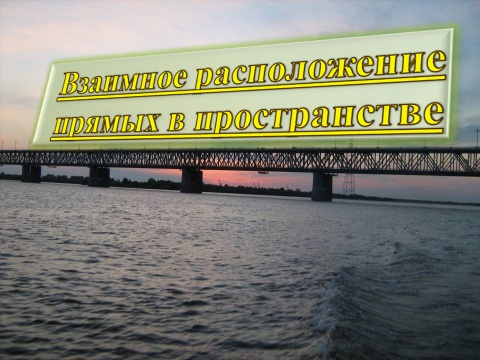 Взаимное расположение
прямых в пространстве